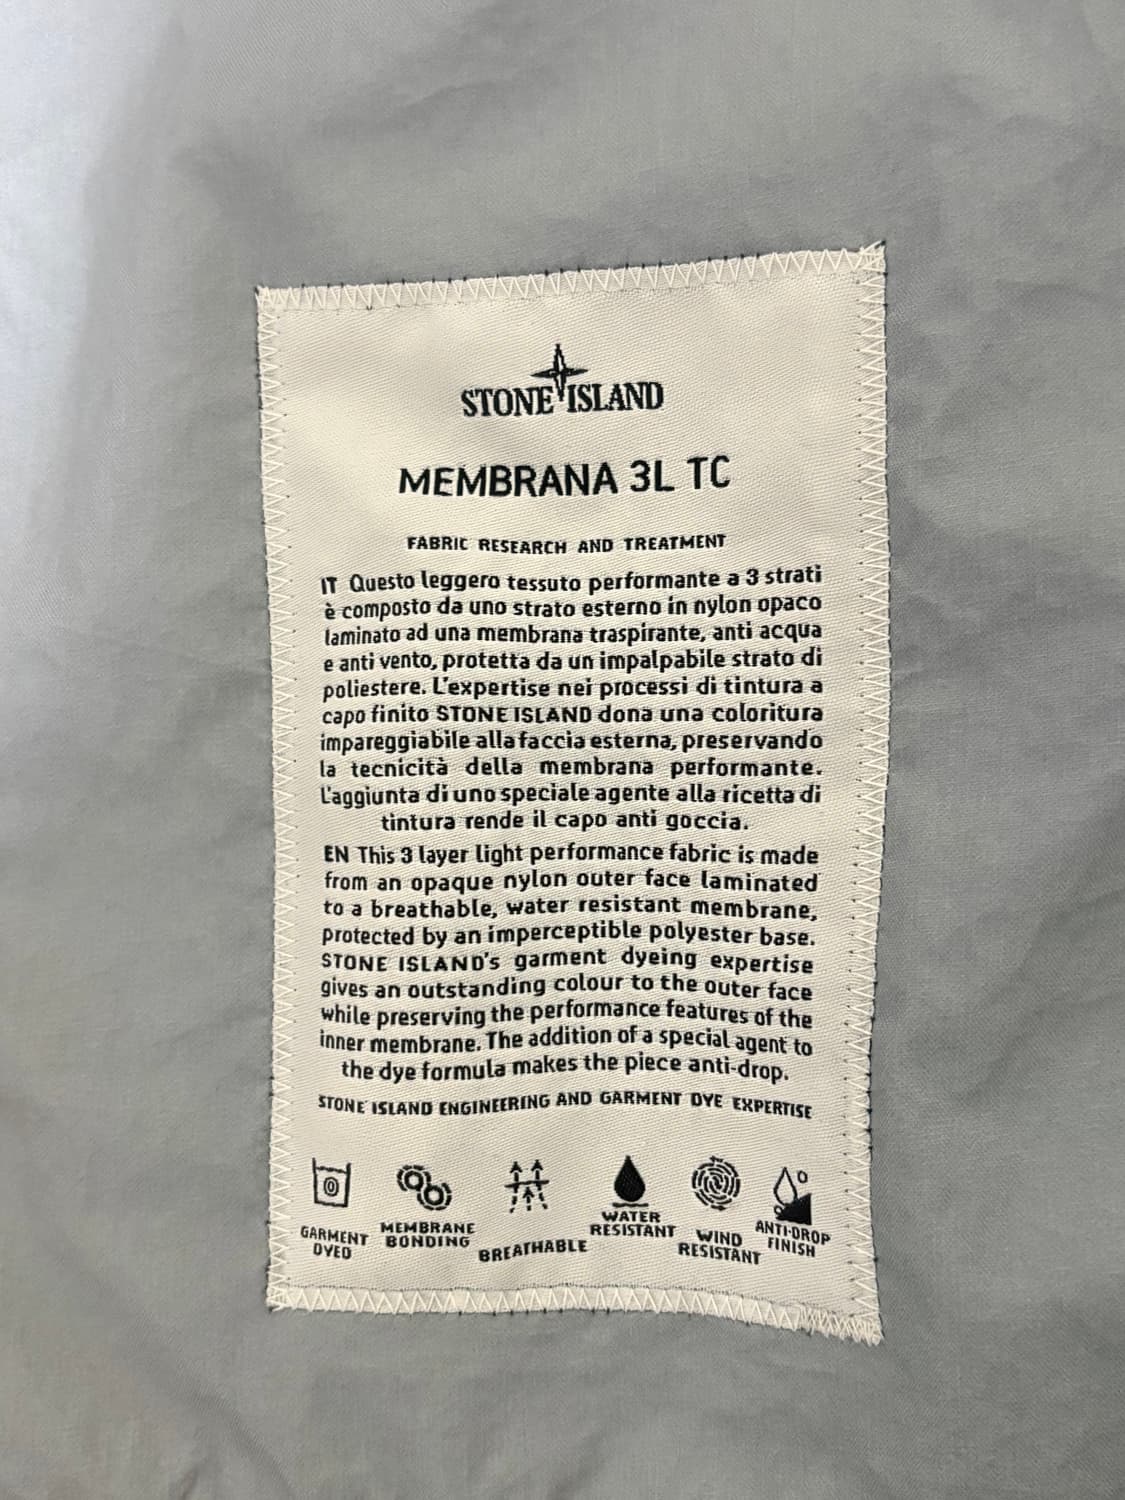 STONE ISLAND
MEMBRANA 3L TC
FABRIC RESEARCH AND TREATMENT
IT Questo leggero tessuto performante a 3 strati
è composto da uno strato esterno in nylon opaco
laminato ad una membrana traspirante, anti acqua
e anti vento, protetta da un impalpabile strato di
poliestere. L'expertise nei processi di tintura a
capo finito STONE ISLAND dona una coloritura
impareggiabile alla faccia esterna, preservando
la tecnicità della membrana performante.
L'aggiunta di uno speciale agente alla ricetta di
tintura rende il capo anti goccia.
EN This 3 layer light performance fabric is made
from an opaque nylon outer face laminated
to a breathable, water resistant membrane,
protected by an imperceptible polyester base.
STONE ISLAND's garment dyeing expertise
gives an outstanding colour to the outer face
while preserving the performance features of the
inner membrane. The addition of a special agent to
the dye formula makes the piece anti-drop.
STONE ISLAND ENGINEERING AND GARMENT DYE EXPERTISE
GARMENT
DYED
MEMBRANE
BONDING
BREATHABLE
WATER
RESISTANT
WIND
RESISTANT
ANTI-DROP
FINISH